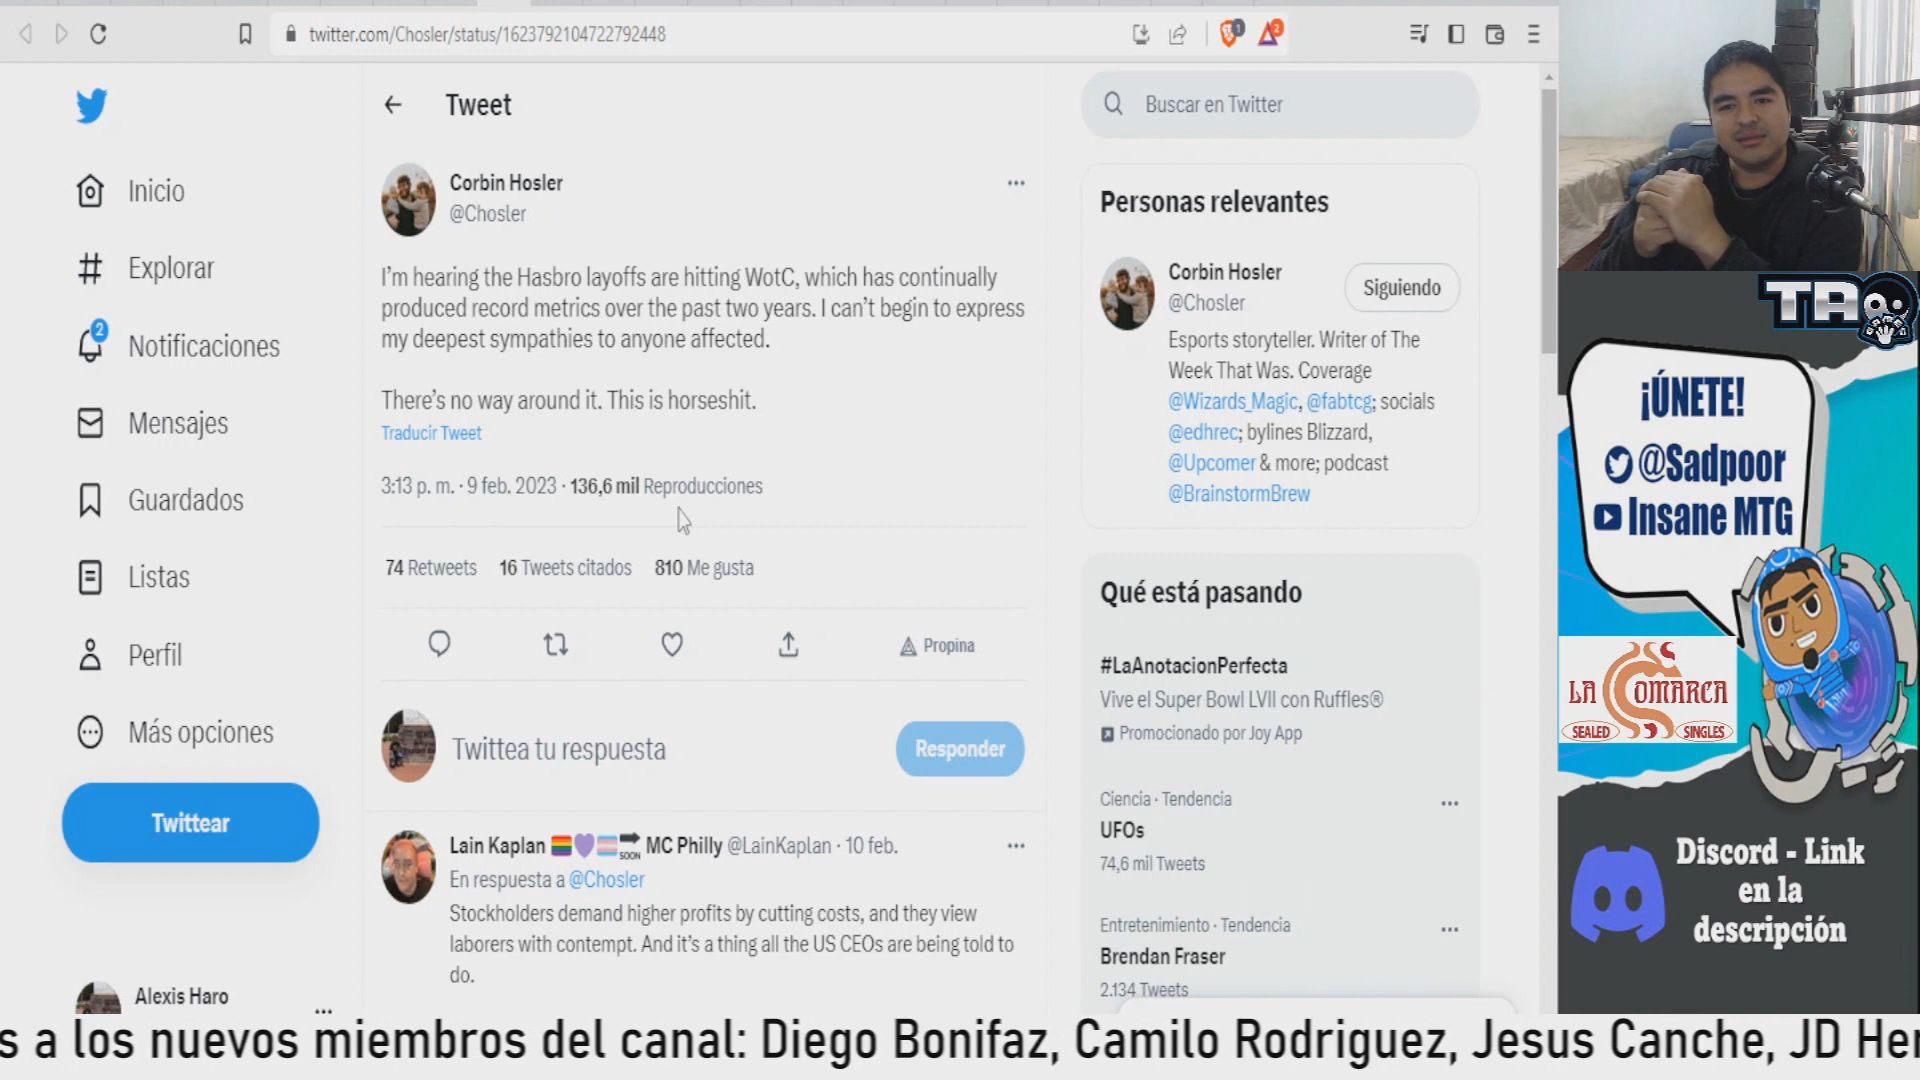 twitter.com/Chosler/status/1623792104722792448
1
2
Tweet
Buscar en Twitter
Inicio
Explorar
2
Notificaciones
Mensajes
Guardados
Listas
Perfil
Más opciones
Twittear
Alexis Haro
Corbin Hosler
@Chosler
I'm hearing the Hasbro layoffs are hitting WotC, which has continually
produced record metrics over the past two years. I can't begin to express
my deepest sympathies to anyone affected.
There's no way around it. This is horseshit.
Traducir Tweet
3:13 p. m. · 9 feb. 2023 · 136,6 mil Reproducciones
74 Retweets 16 Tweets citados 810 Me gusta
Propina
Twittea tu respuesta
Responder
Lain Kaplan SOON MC Philly @LainKaplan · 10 feb.
En respuesta a @Chosler
Stockholders demand higher profits by cutting costs, and they view
laborers with contempt. And it's a thing all the US CEOs are being told to
do.
Personas relevantes
Corbin Hosler
@Chosler
Siguiendo
Esports storyteller. Writer of The
Week That Was. Coverage
@Wizards_Magic, @fabtcg; socials
@edhrec; bylines Blizzard,
@Upcomer & more; podcast
@BrainstormBrew
Qué está pasando
#LaAnotacionPerfecta
Vive el Super Bowl LVII con Ruffles®
Promocionado por Joy App
Ciencia · Tendencia
UFOs
74,6 mil Tweets
Entretenimiento · Tendencia
Brendan Fraser
2.134 Tweets
¡ÚNETE!
@Sadpoor
Insane MTG
LA COMARCA
SEALED SINGLES
Discord - Link
en la
descripción
s a los nuevos miembros del canal: Diego Bonifaz, Camilo Rodriguez, Jesus Canche, JD Her